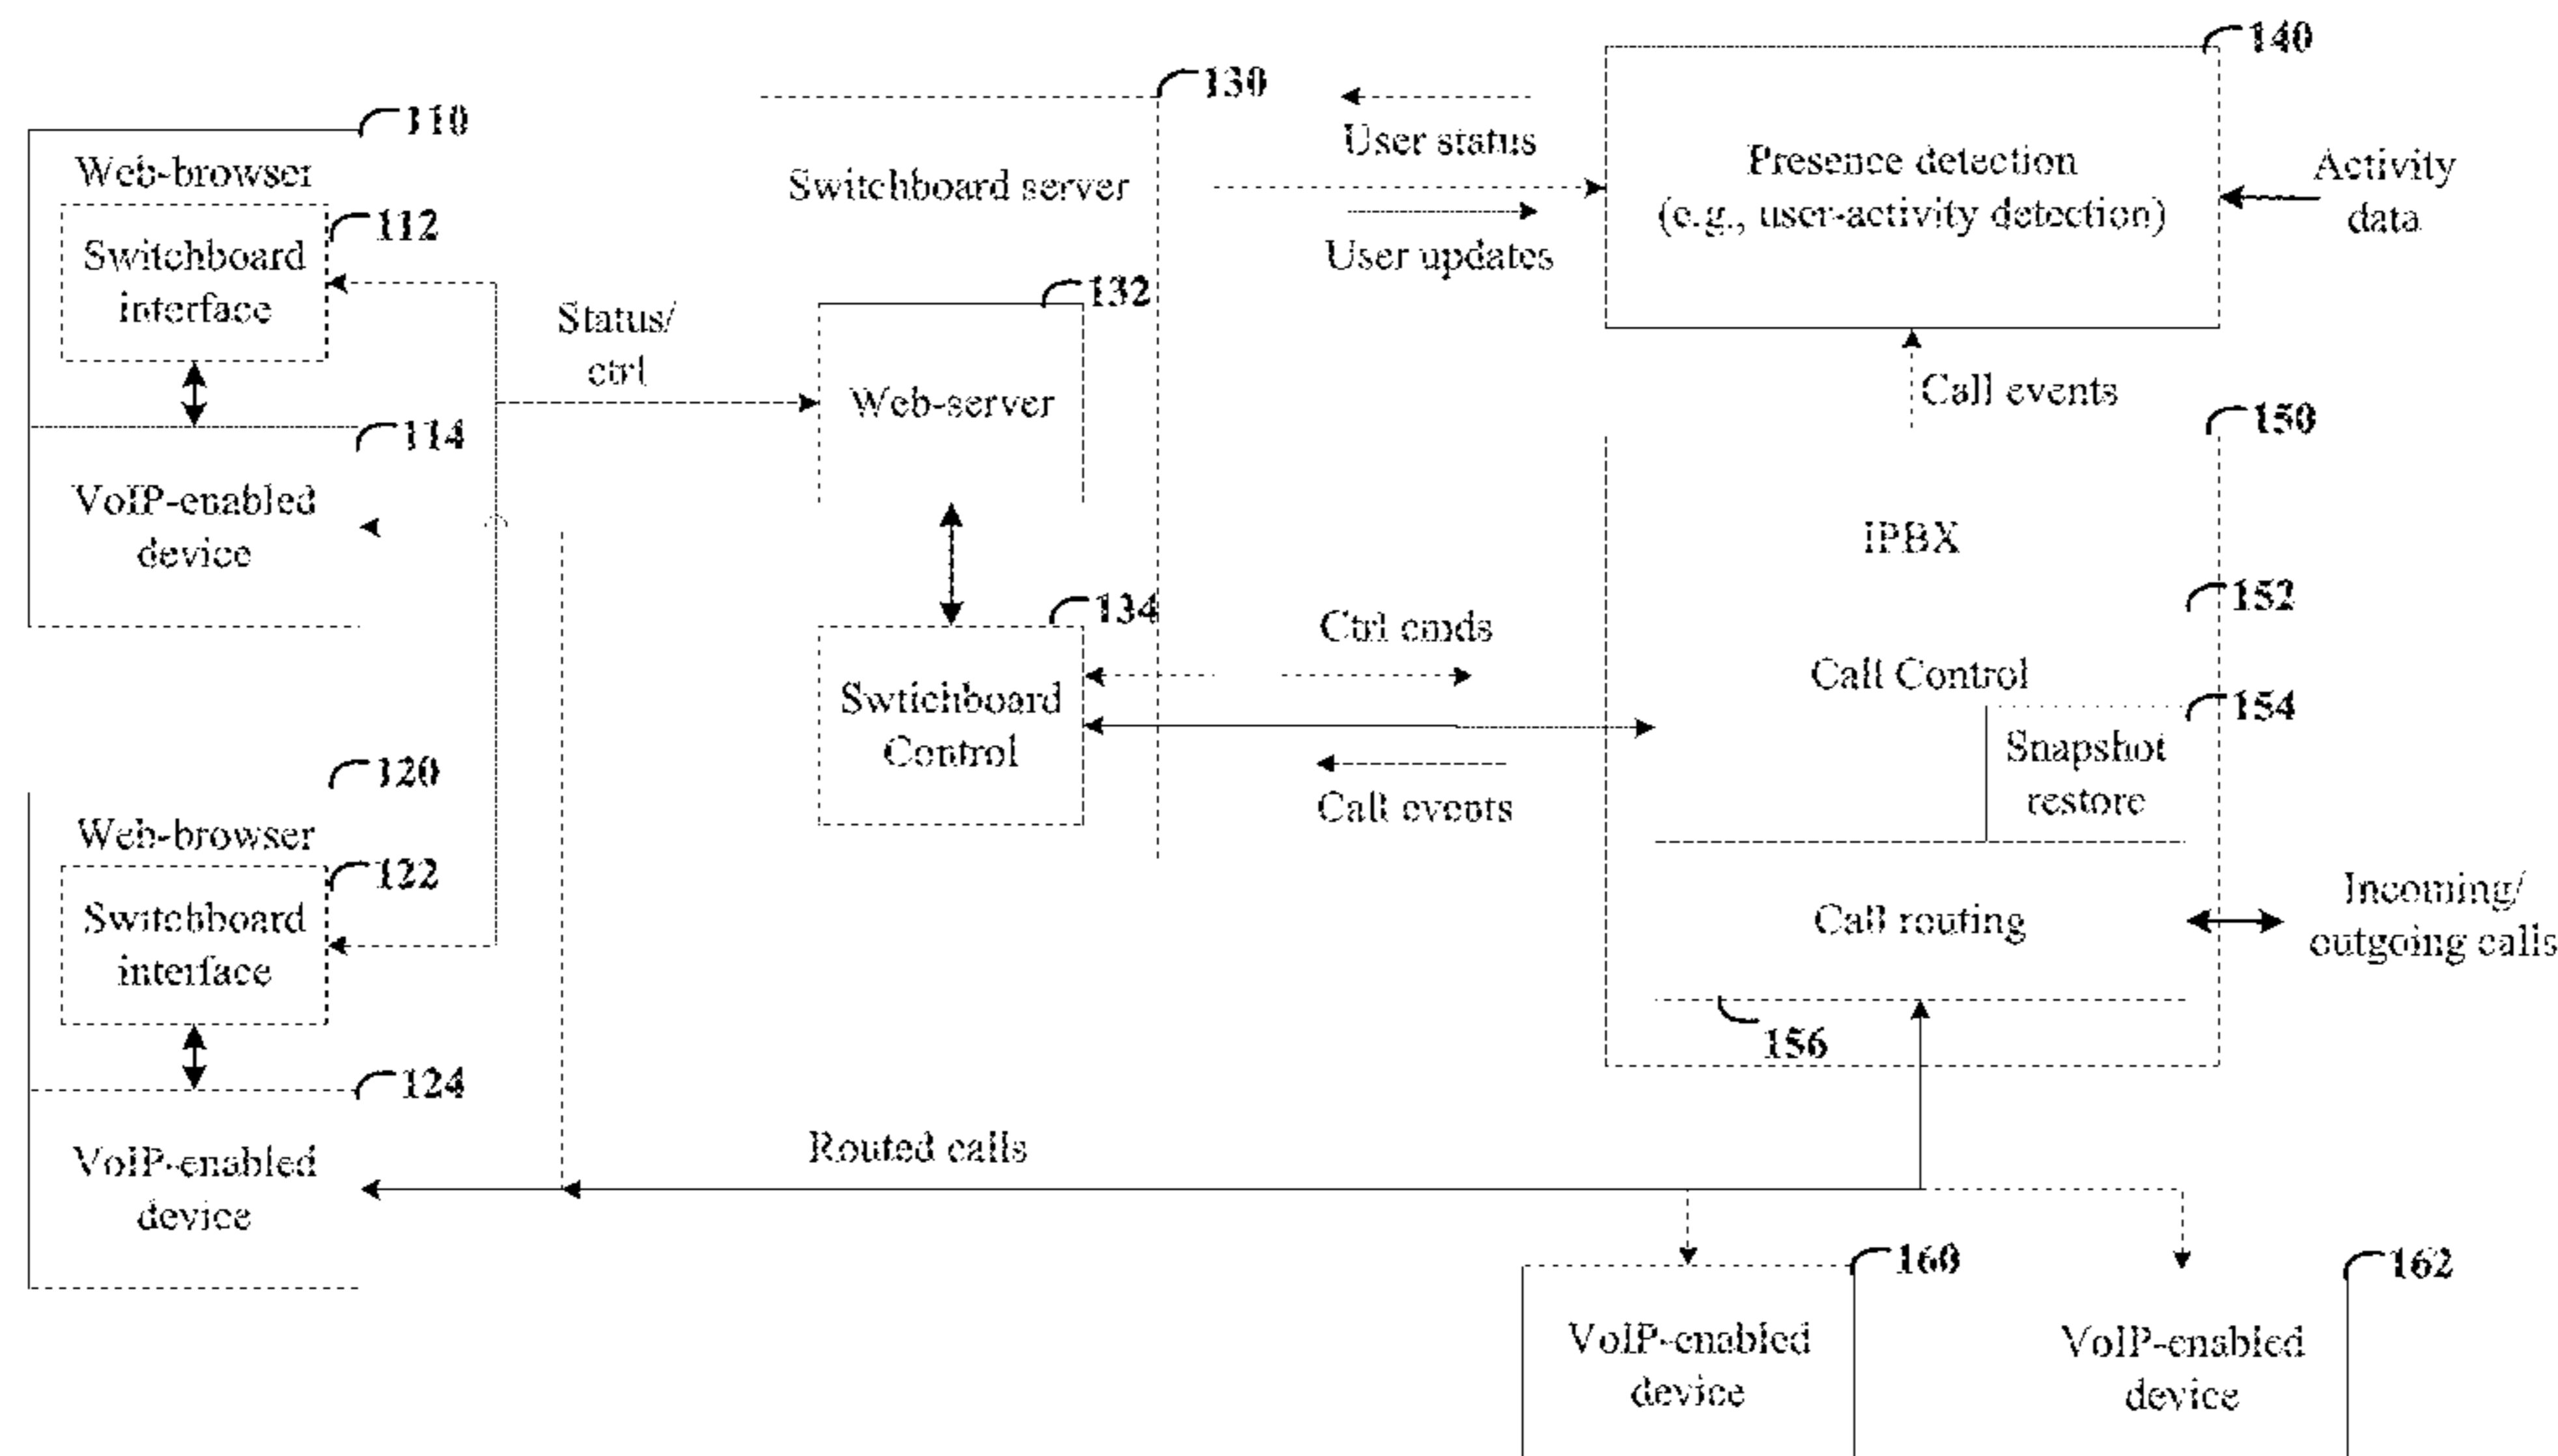 110
Web-browser
112
Switchboard
interface
114
VoIP-enabled
device
120
Web-browser
122
Switchboard
interface
124
VoIP-enabled
device
Status/
ctrl
130
Switchboard server
132
Web-server
134
Swtichboard
Control
User status
User updates
140
Presence detection
(e.g., user-activity detection)
Activity
data
Call events
150
IPBX
152
Call Control
154
Snapshot
restore
Ctrl cmds
Call events
Call routing
156
Incoming/
outgoing calls
Routed calls
160
VoIP-enabled
device
162
VoIP-enabled
device